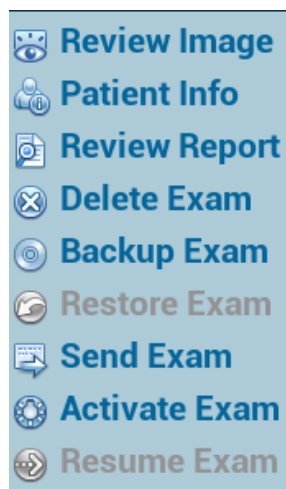 Review Image
Patient Info
Review Report
Delete Exam
Backup Exam
Restore Exam
Send Exam
Activate Exam
Resume Exam